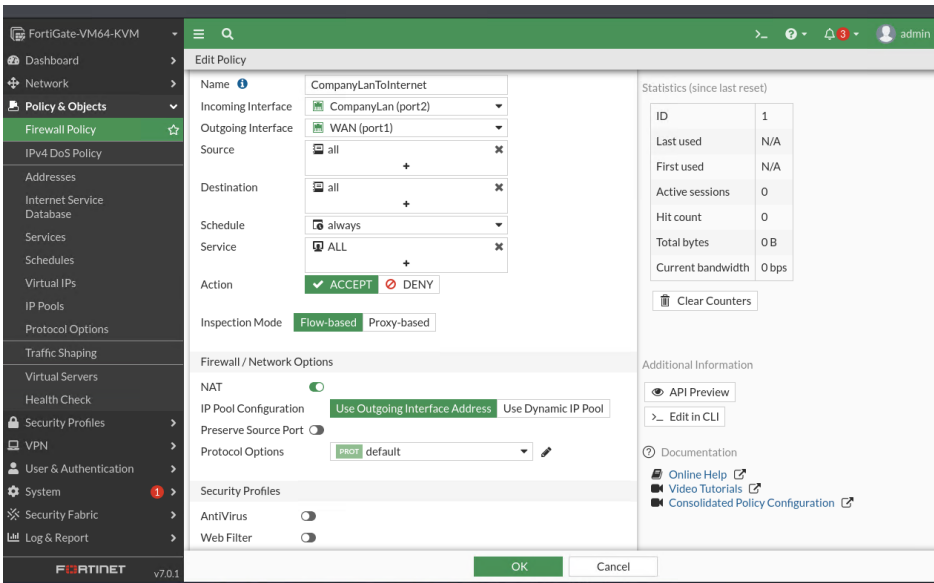 FortiGate-VM64-KVM
Dashboard
Network
Policy & Objects
Firewall Policy
IPv4 DoS Policy
Addresses
Internet Service
Database
Services
Schedules
Virtual IPs
IP Pools
Protocol Options
Traffic Shaping
Virtual Servers
Health Check
Security Profiles
VPN
User & Authentication
System 1
Security Fabric
Log & Report
FORTINET v7.0.1
>_ 3 admin
Edit Policy
Name CompanyLanToInternet
Incoming Interface CompanyLan (port2)
Outgoing Interface WAN (port1)
Source all
+
Destination all
+
Schedule always
Service ALL
+
Action ACCEPT DENY
Inspection Mode Flow-based Proxy-based
Firewall / Network Options
NAT
IP Pool Configuration Use Outgoing Interface Address Use Dynamic IP Pool
Preserve Source Port
Protocol Options PROT default
Security Profiles
AntiVirus
Web Filter
OK Cancel
Statistics (since last reset)
ID 1
Last used N/A
First used N/A
Active sessions 0
Hit count 0
Total bytes 0 B
Current bandwidth 0 bps
Clear Counters
Additional Information
API Preview
>_ Edit in CLI
Documentation
Online Help
Video Tutorials
Consolidated Policy Configuration